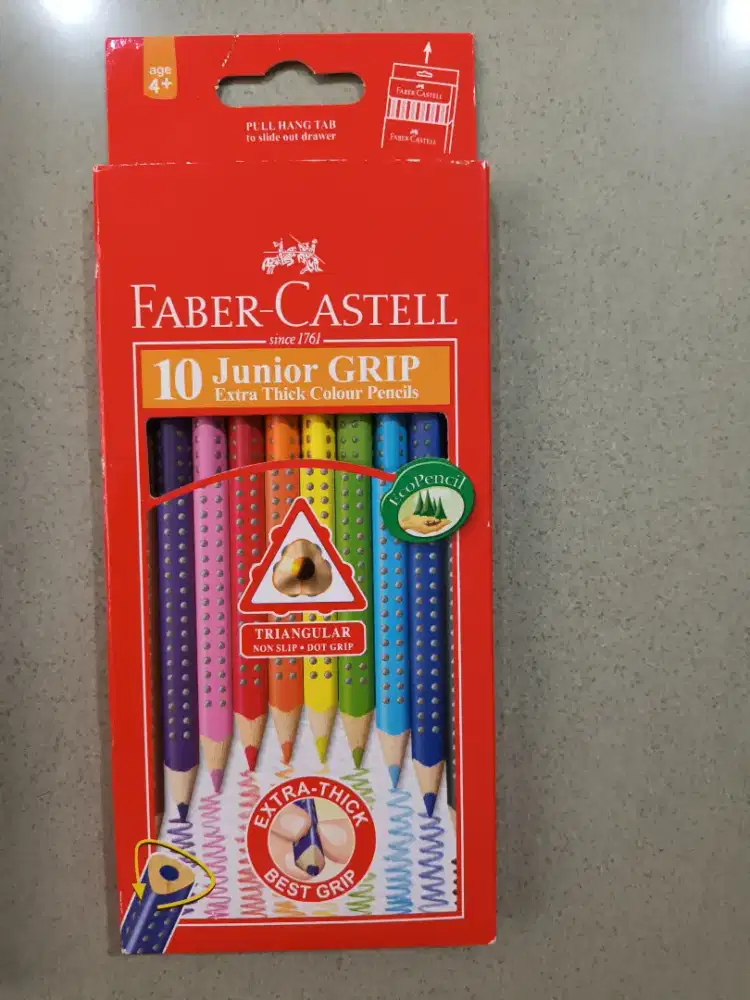 age
4+
PULL HANG TAB
to slide out drawer
FABER-CASTELL
FABER-CASTELL
FABER-CASTELL
since 1761
10 Junior GRIP
Extra Thick Colour Pencils
EcoPencil
TRIANGULAR
NON SLIP • DOT GRIP
EXTRA-THICK
BEST GRIP